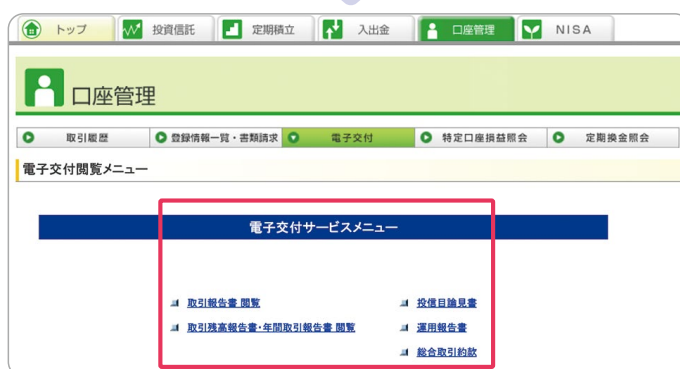 トップ 投資信託 定期積立 入出金 口座管理 NISA
口座管理
取引履歴 登録情報一覧・書類請求 電子交付 特定口座損益照会 定期換金照会
電子交付閲覧メニュー
電子交付サービスメニュー
取引報告書 閲覧 投信目論見書
取引残高報告書・年間取引報告書 閲覧 運用報告書
総合取引約款